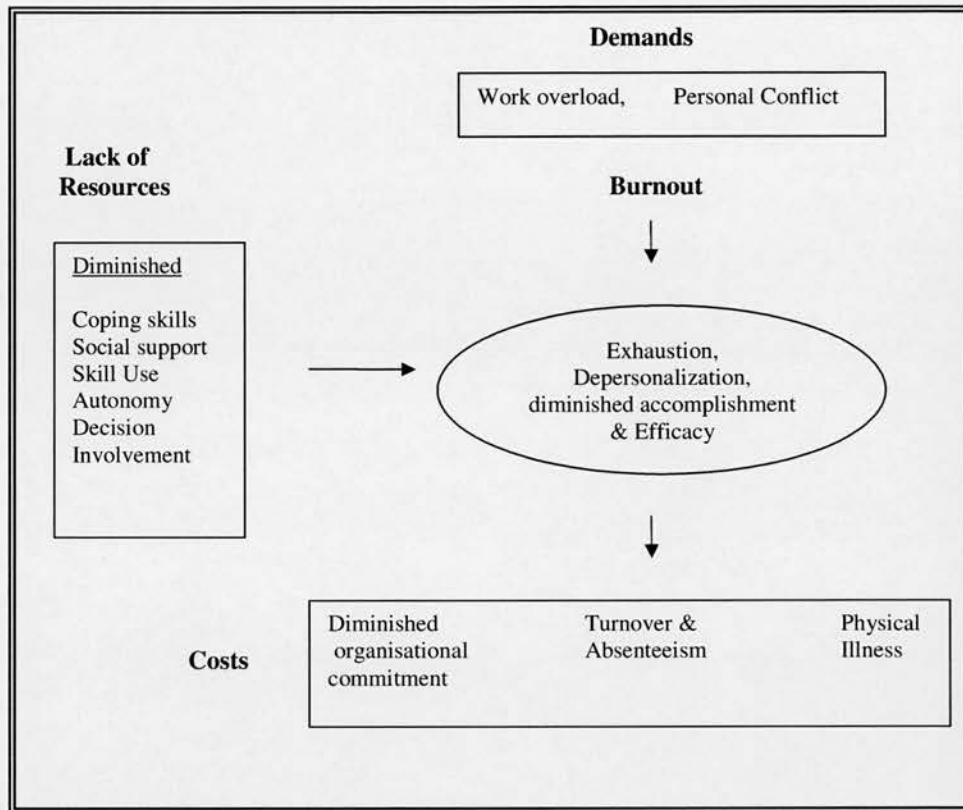 Demands
Work overload, Personal Conflict
Lack of
Resources
Burnout
Diminished
Coping skills
Social support
Skill Use
Autonomy
Decision
Involvement
Exhaustion,
Depersonalization,
diminished accomplishment
& Efficacy
Costs
Diminished
organisational
commitment
Turnover &
Absenteeism
Physical
Illness